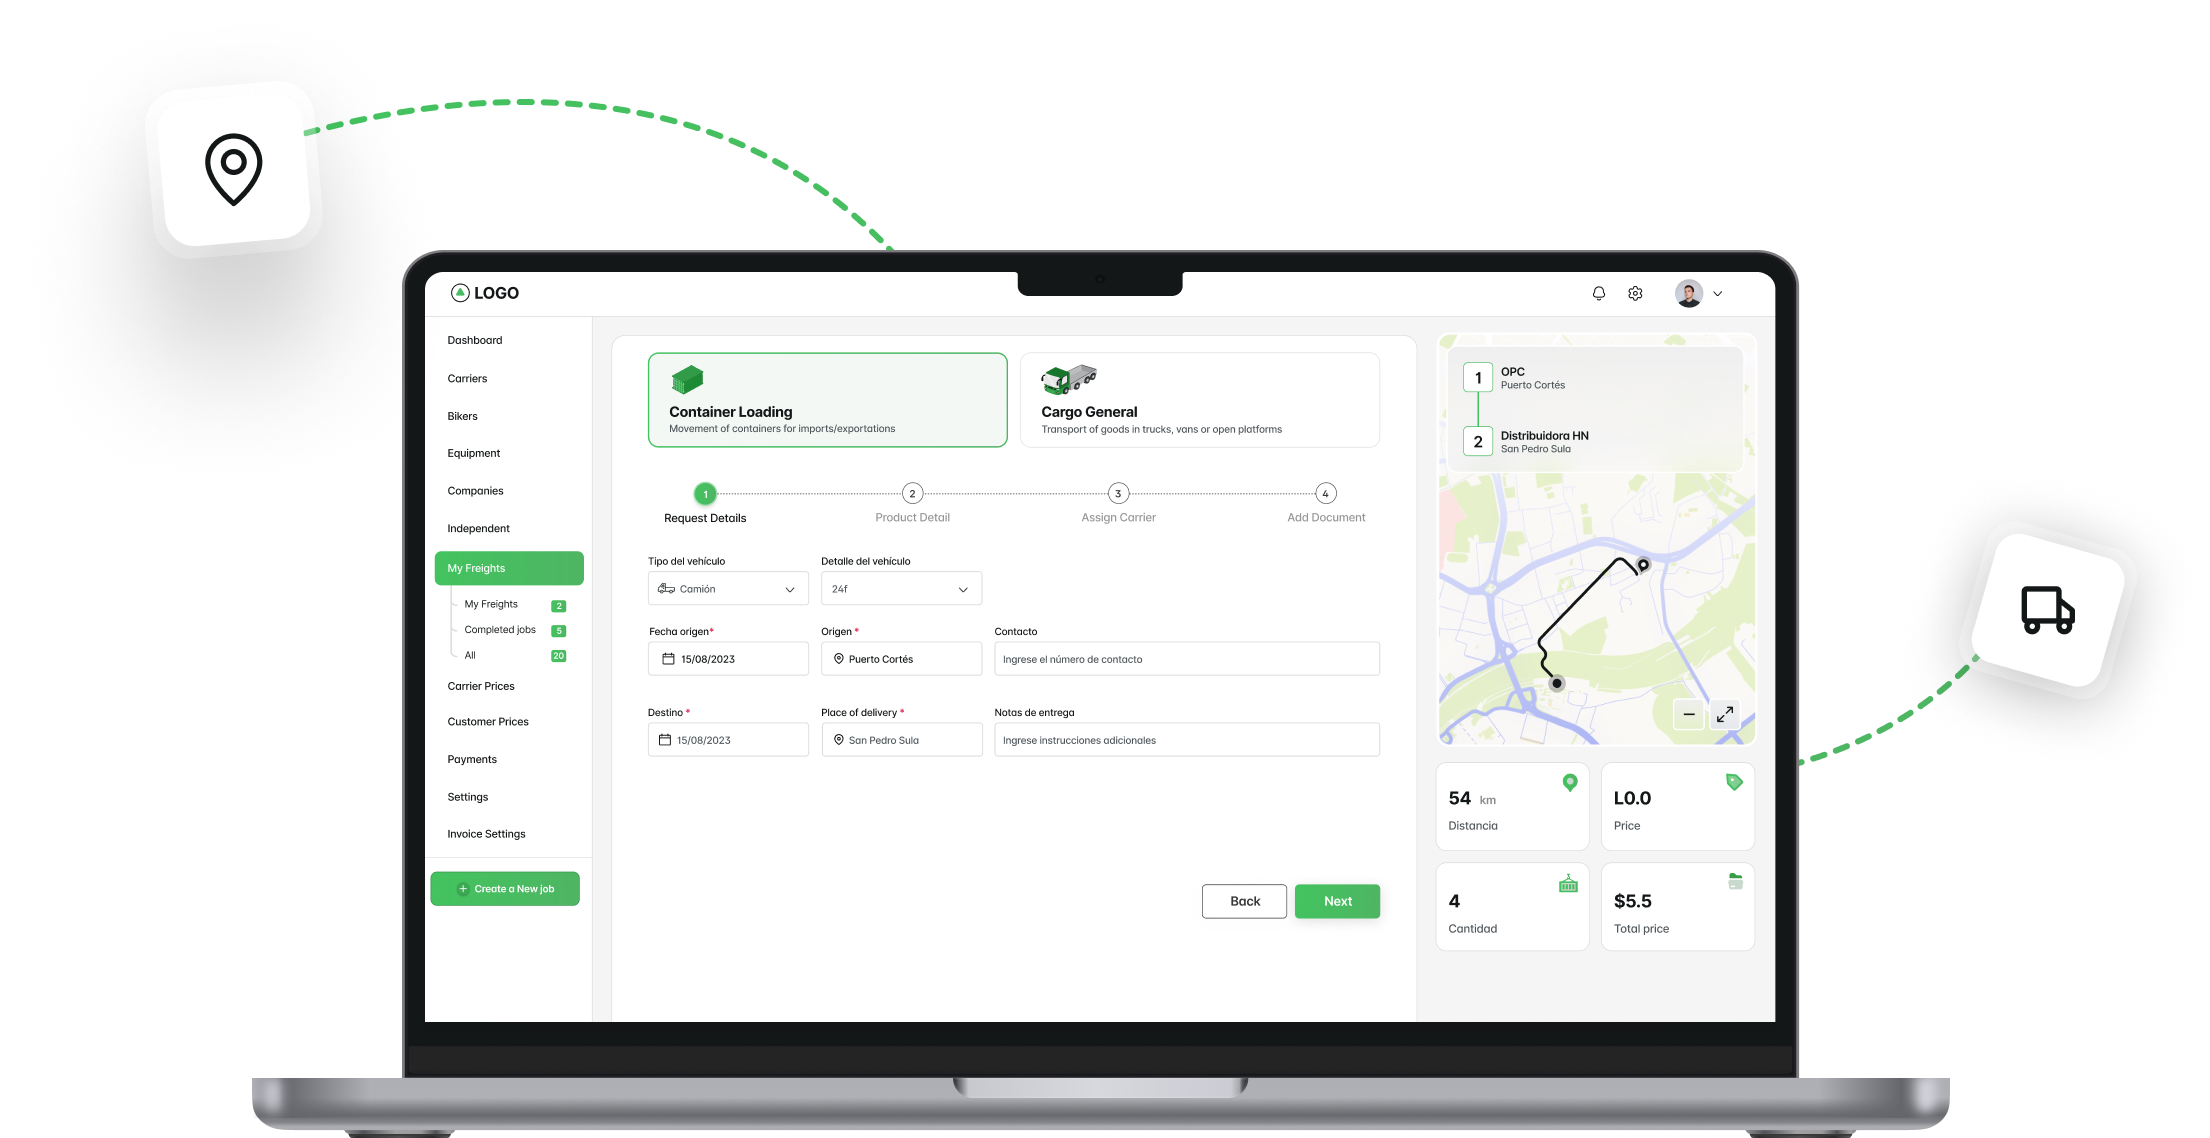 LOGO
Dashboard
Carriers
Bikers
Equipment
Companies
Independent
My Freights
My Freights 2
Completed jobs 5
All 20
Carrier Prices
Customer Prices
Payments
Settings
Invoice Settings
+ Create a New job
Container Loading
Movement of containers for imports/exportations
Cargo General
Transport of goods in trucks, vans or open platforms
1 2 3 4
Request Details Product Detail Assign Carrier Add Document
Tipo del vehículo Detalle del vehículo
Camión 24f
Fecha origen* Origen * Contacto
15/08/2023 Puerto Cortés Ingrese el número de contacto
Destino * Place of delivery * Notas de entrega
15/08/2023 San Pedro Sula Ingrese instrucciones adicionales
Back Next
1 OPC
Puerto Cortés
2 Distribuidora HN
San Pedro Sula
54 km
Distancia
L0.0
Price
4
Cantidad
$5.5
Total price